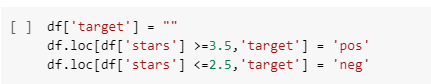 [ ] df['target'] = ""
df.loc[df['stars'] >=3.5,'target'] = 'pos'
df.loc[df['stars'] <=2.5,'target'] = 'neg'